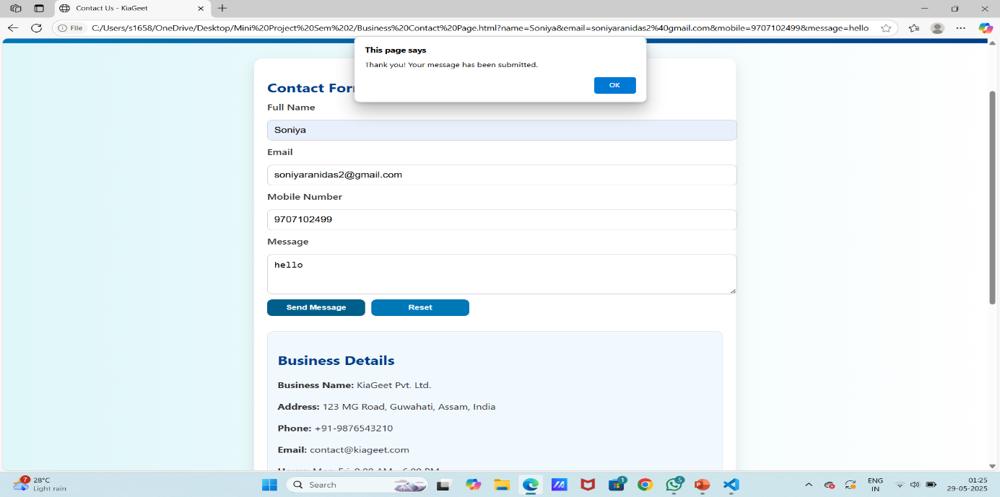 Contact Us - KiaGeet
File
C:/Users/s1658/OneDrive/Desktop/Mini%20Project%20Sem%202/Business%20Contact%20Page.html?name=Soniya&email=soniyaranidas2%40gmail.com&mobile=9707102499&message=hello
This page says
Thank you! Your message has been submitted.
OK
Contact
Full Name
Soniya
Email
soniyaranidas2@gmail.com
Mobile Number
9707102499
Message
hello
Send Message Reset
Business Details
Business Name: KiaGeet Pvt. Ltd.
Address: 123 MG Road, Guwahati, Assam, India
Phone: +91-9876543210
Email: contact@kiageet.com
7
28°C
Light rain
Search
1
5
ENG
IN
01:25
29-05-2025